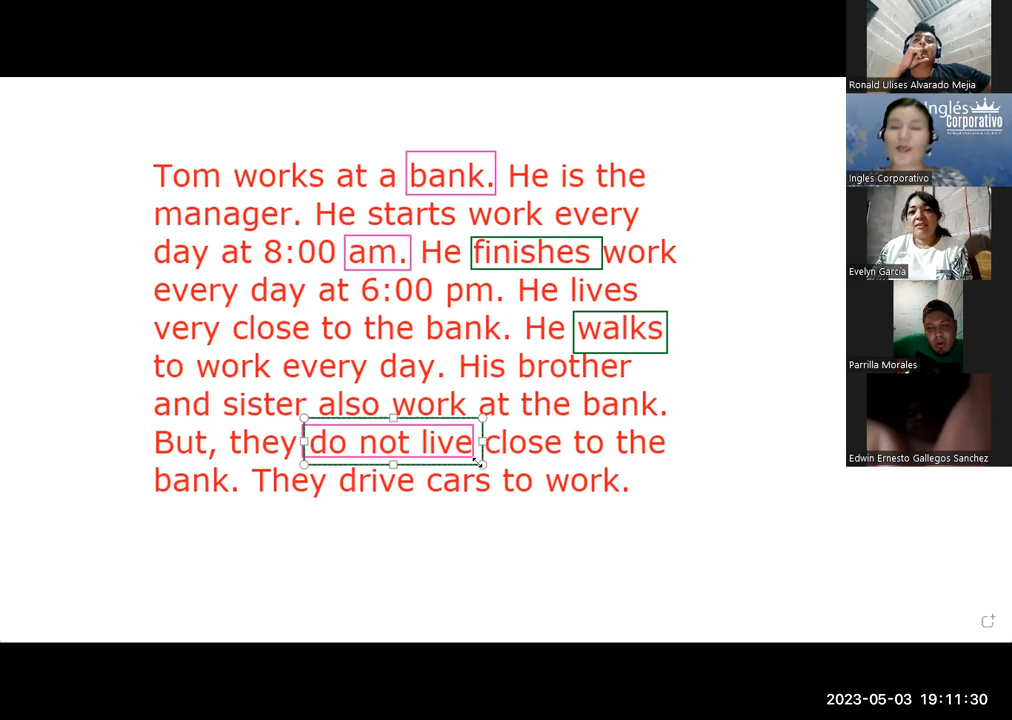 Tom works at a bank. He is the
manager. He starts work every
day at 8:00 am. He finishes work
every day at 6:00 pm. He lives
very close to the bank. He walks
to work every day. His brother
and sister also work at the bank.
But, they do not live close to the
bank. They drive cars to work.
Ronald Ulises Alvarado Mejia
Inglés
Corporativo
Ingles Corporativo
Evelyn Garcia
Parrilla Morales
Edwin Ernesto Gallegos Sanchez
2023-05-03 19:11:30